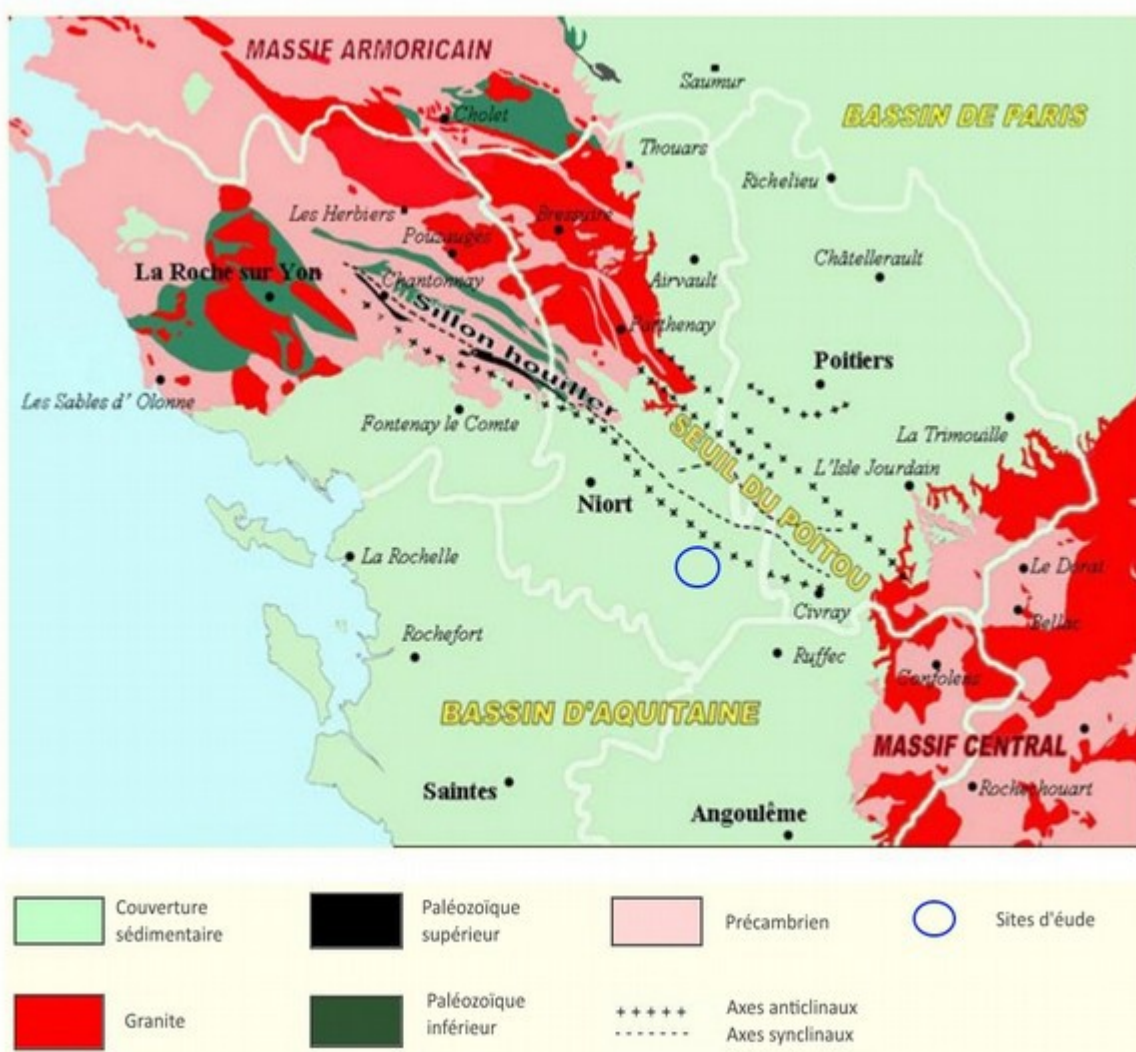 MASSIF ARMORICAIN
Saumur
BASSIN DE PARIS
Cholet
Thouars
Richelieu
Les Herbiers
Bressuire
Pouzauges
La Roche sur Yon
Chantonnay
Airvault
Châtellerault
Sillon houiller
Parthenay
Poitiers
Les Sables d' Olonne
Fontenay le Comte
La Trimouille
SEUIL DU POITOU
L'Isle Jourdain
Niort
La Rochelle
Le Dorat
Civray
Bellac
Rochefort
Ruffec
Confolens
BASSIN D'AQUITAINE
MASSIF CENTRAL
Saintes
Rochechouart
Angoulême
Couverture
sédimentaire
Paléozoïque
supérieur
Précambrien
Sites d'éude
Granite
Paléozoïque
inférieur
Axes anticlinaux
Axes synclinaux